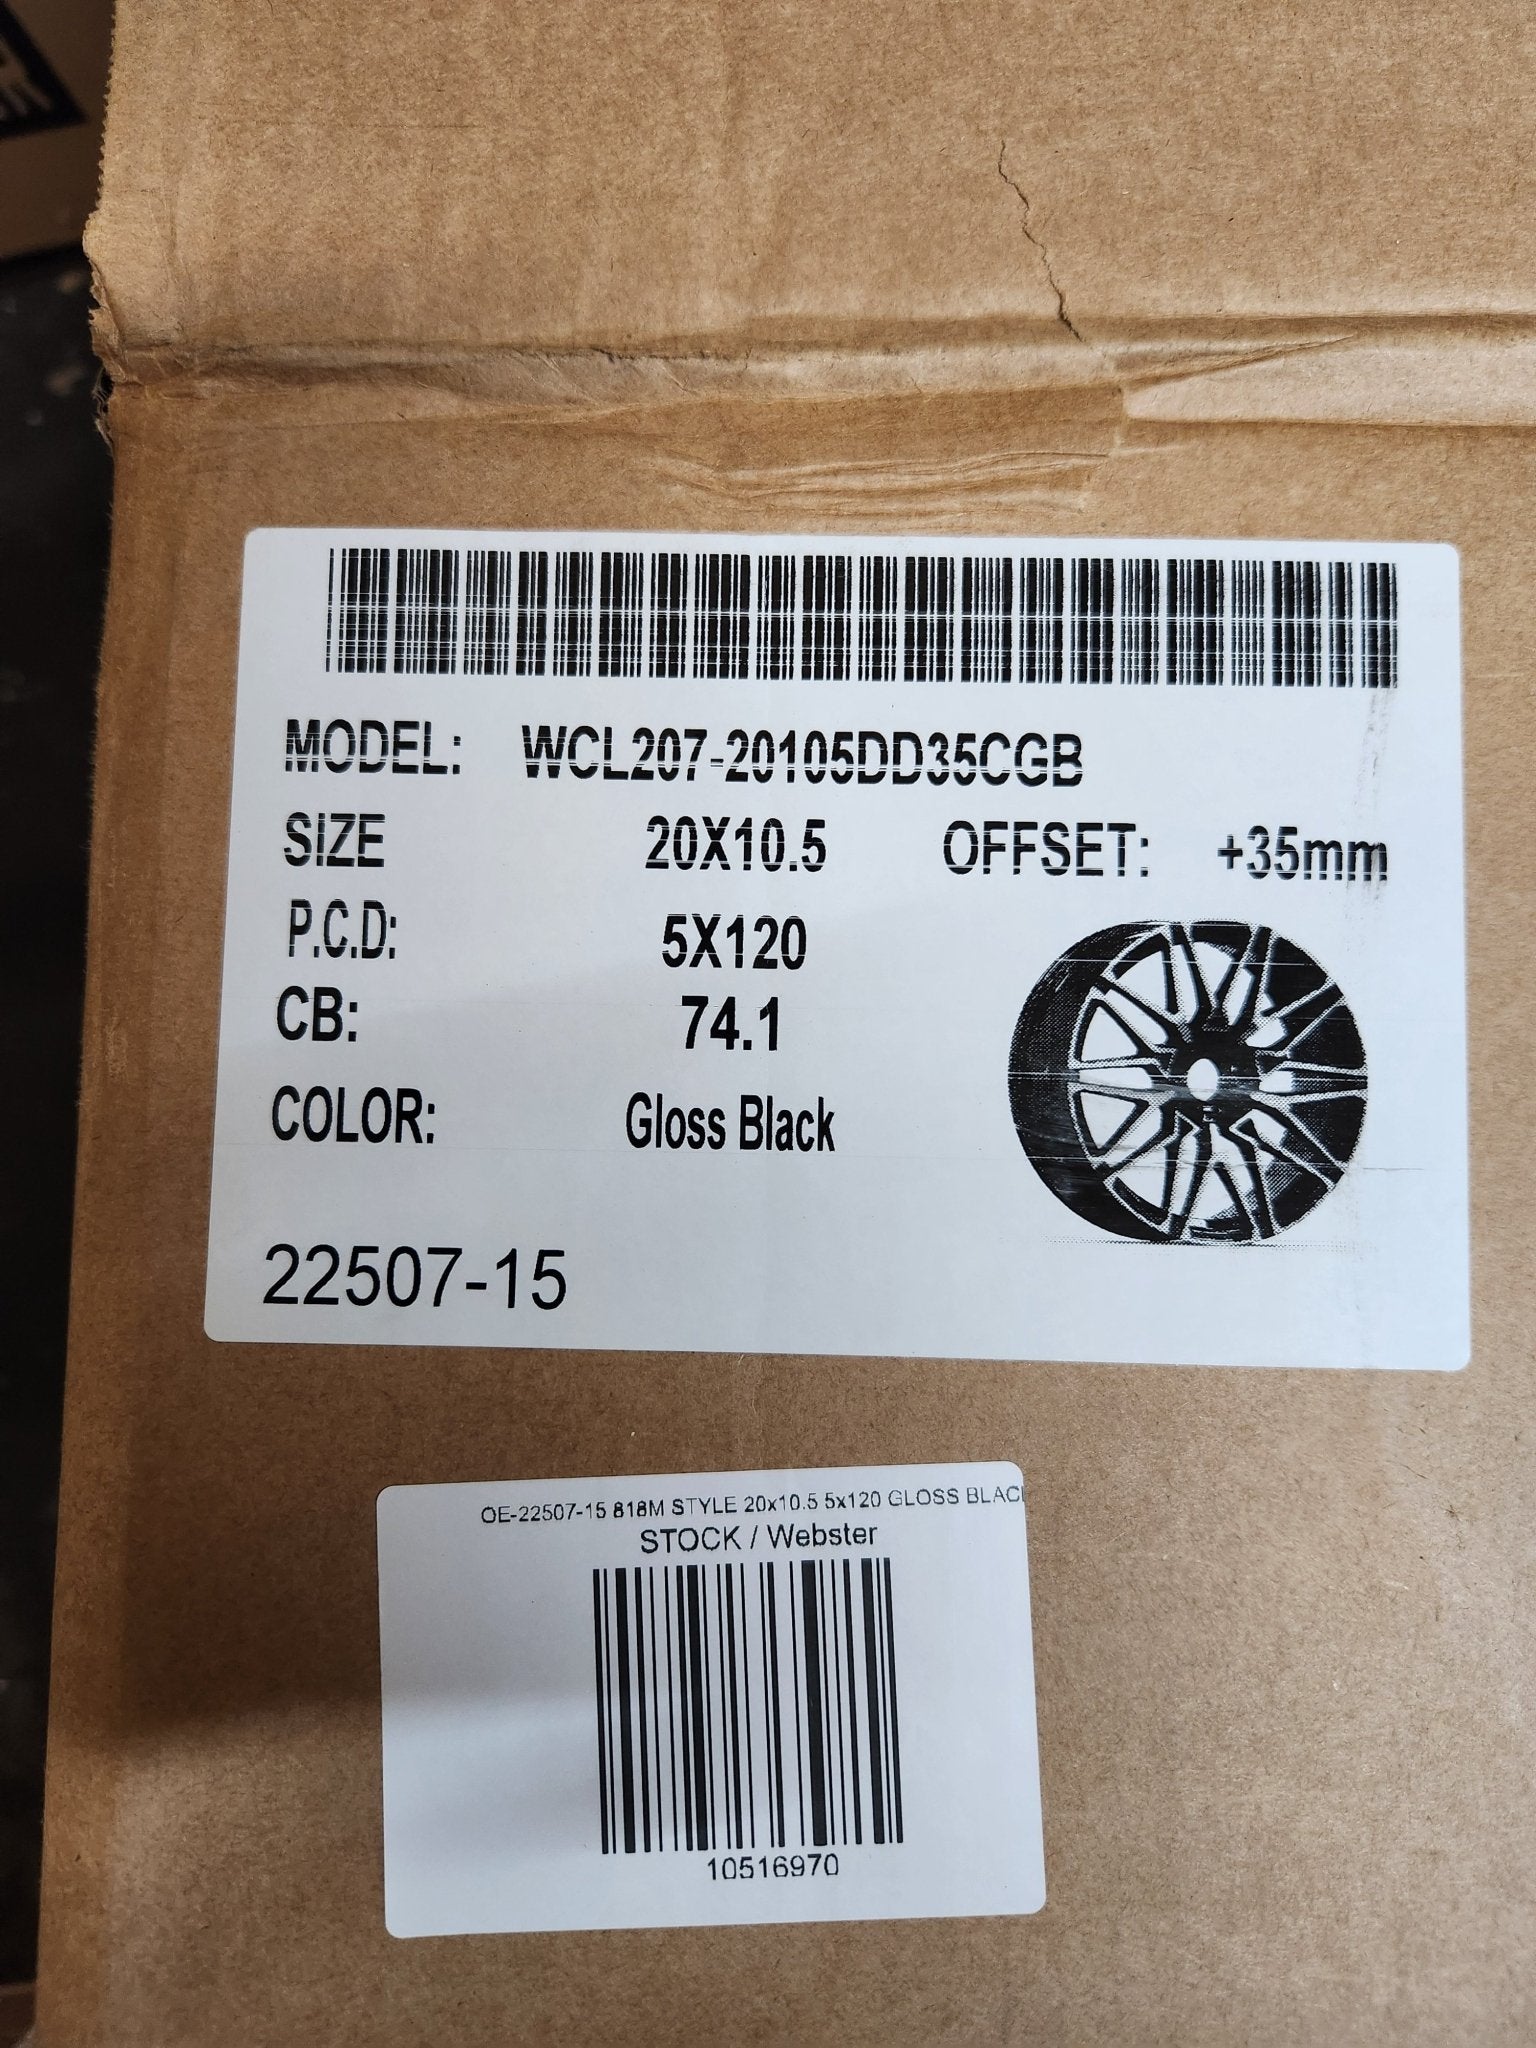 MODEL: WCL207-20105DD35CGB
SIZE 20X10.5 OFFSET: +35mm
P.C.D: 5X120
CB: 74.1
COLOR: Gloss Black
22507-15
OE-22507-15 818M STYLE 20x10.5 5x120 GLOSS BLAC
STOCK / Webster
10516970